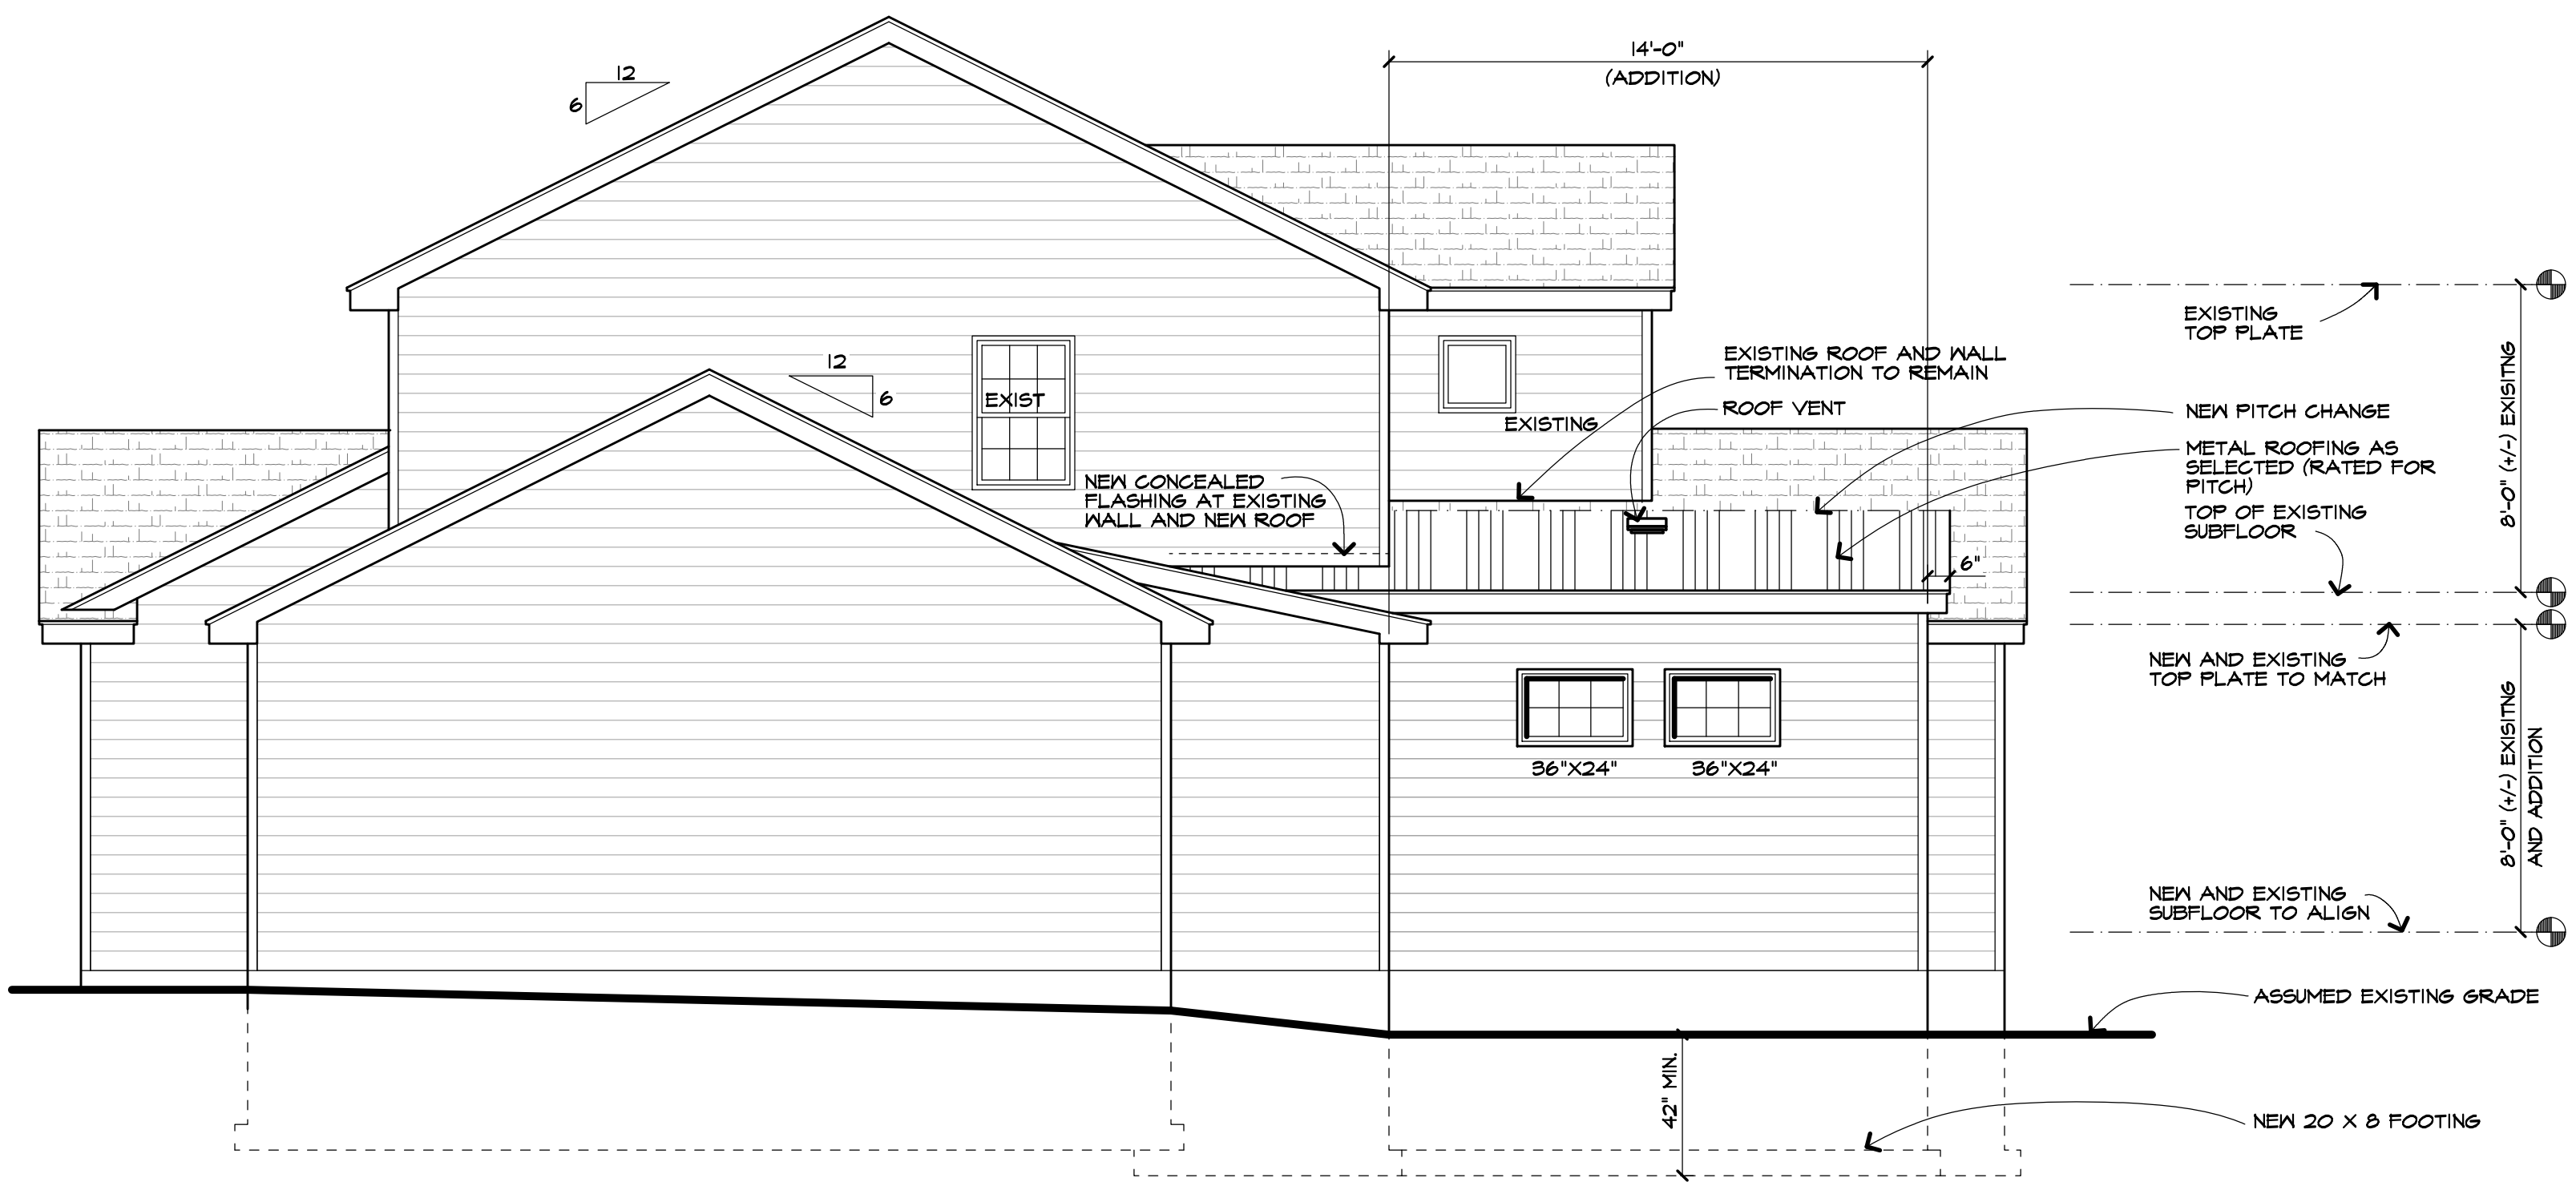 14'-0"
(ADDITION)
12
6
12
6
EXIST
EXISTING
EXISTING ROOF AND WALL
TERMINATION TO REMAIN
ROOF VENT
NEW CONCEALED
FLASHING AT EXISTING
WALL AND NEW ROOF
6"
36"X24"
36"X24"
EXISTING
TOP PLATE
NEW PITCH CHANGE
METAL ROOFING AS
SELECTED (RATED FOR
PITCH)
TOP OF EXISTING
SUBFLOOR
8'-0" (+/-) EXISITNG
NEW AND EXISTING
TOP PLATE TO MATCH
8'-0" (+/-) EXISITNG
AND ADDITION
NEW AND EXISTING
SUBFLOOR TO ALIGN
ASSUMED EXISTING GRADE
42" MIN.
NEW 20 X 8 FOOTING